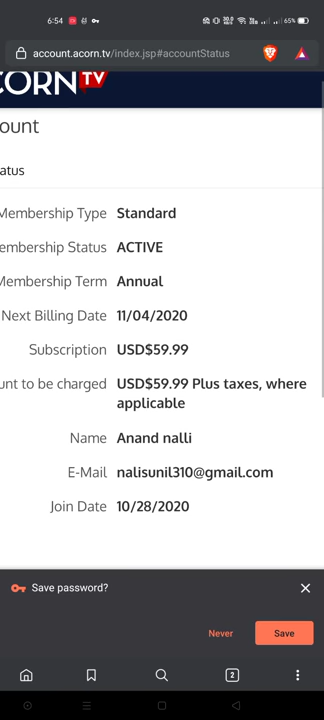 6:54
65%
account.acorn.tv/index.jsp#accountStatus
CORN TV
ount
atus
Membership Type Standard
embership Status ACTIVE
Membership Term Annual
Next Billing Date 11/04/2020
Subscription USD$59.99
unt to be charged USD$59.99 Plus taxes, where
applicable
Name Anand nalli
E-Mail nalisunil310@gmail.com
Join Date 10/28/2020
Save password?
Never Save
2